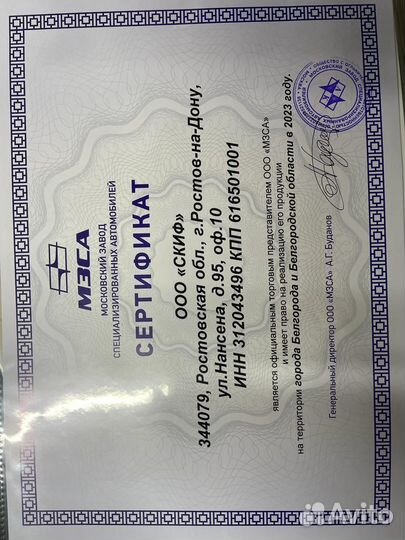 МЗСА
МОСКОВСКИЙ ЗАВОД
СПЕЦИАЛИЗИРОВАННЫХ АВТОМОБИЛЕЙ
СЕРТИФИКАТ
ООО «СКИФ»
344079, Ростовская обл., г.Ростов-на-Дону,
ул.Нансена, д.95, оф.10
ИНН 312043496 КПП 616501001
является официальным торговым представителем ООО «МЗСА»
и имеет право на реализацию его продукции
на территории города Белгорода и Белгородской области в 2023 году.
Генеральный директор ООО «МЗСА» А.Г. Буданов
Avito